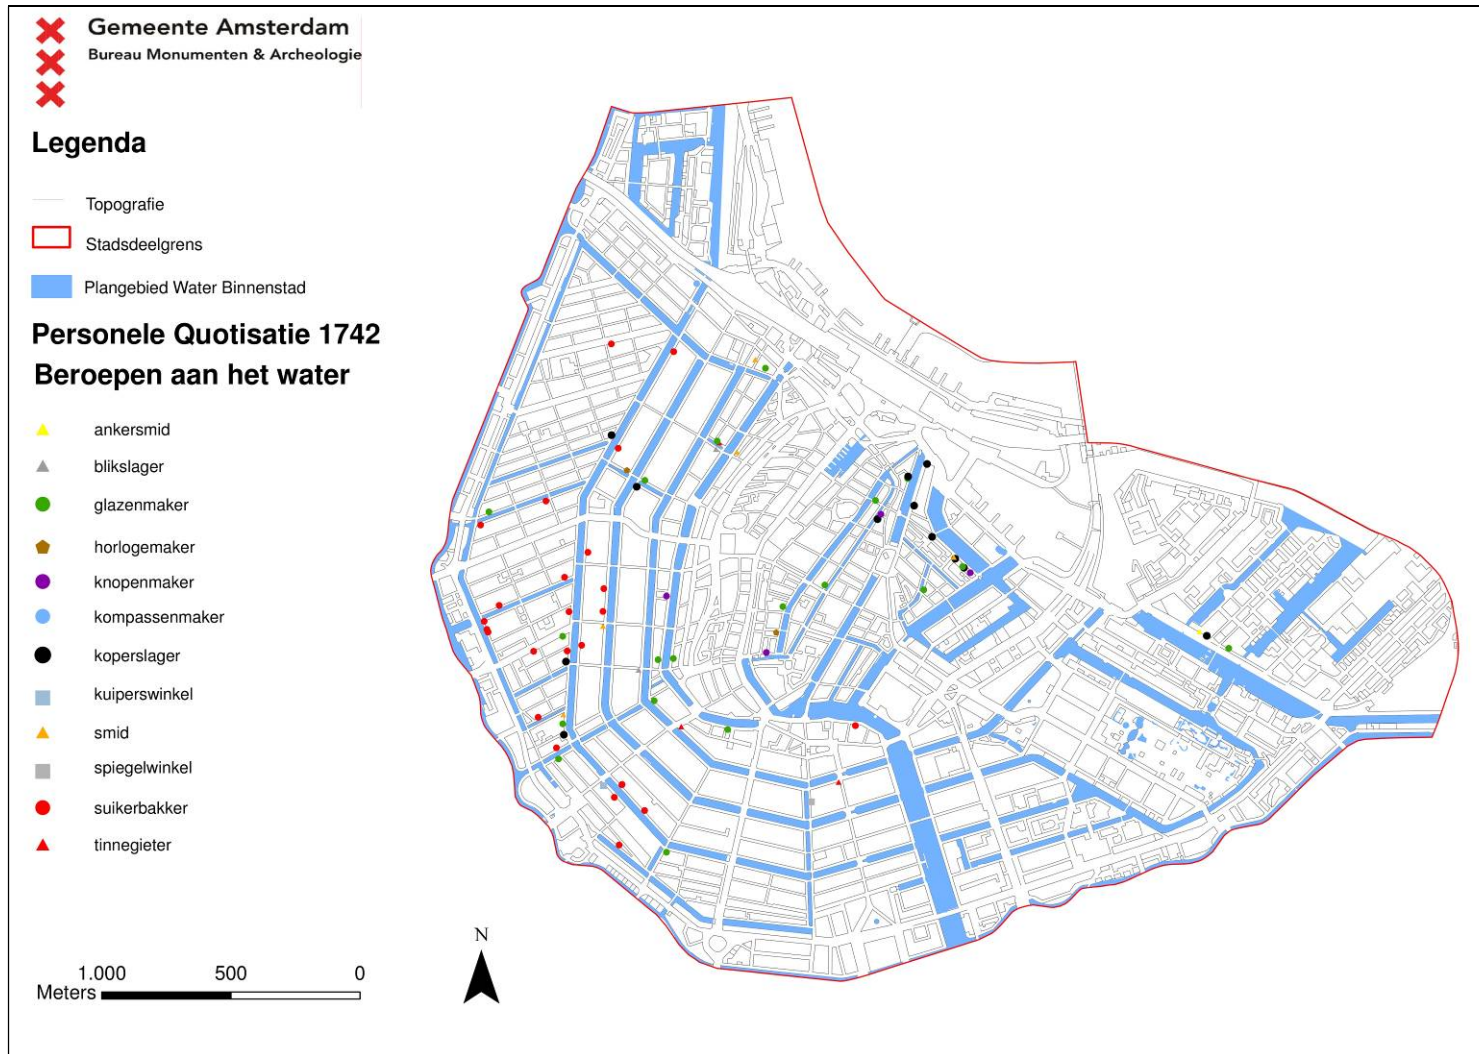 Gemeente Amsterdam
Bureau Monumenten & Archeologie
Legenda
Topografie
Stadsdeelgrens
Plangebied Water Binnenstad
Personele Quotisatie 1742
Beroepen aan het water
ankersmid
blikslager
glazenmaker
horlogemaker
knopenmaker
kompassenmaker
koperslager
kuiperswinkel
smid
spiegelwinkel
suikerbakker
tinnegieter
1.000 500 0
Meters
N